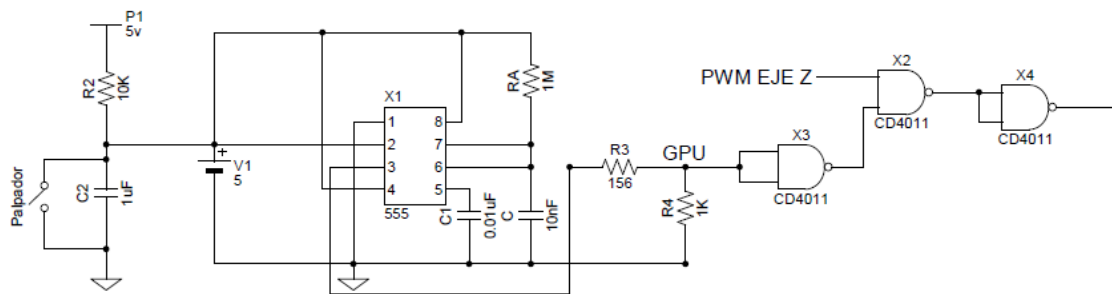 P1
5v
R2
10K
Palpador
C2
1uF
+
V1
5
X1
1
2
3
4
8
7
6
5
555
RA
1M
C1
0.01uF
C
10nF
R3
156
GPU
R4
1K
X3
CD4011
PWM EJE Z
X2
CD4011
X4
CD4011